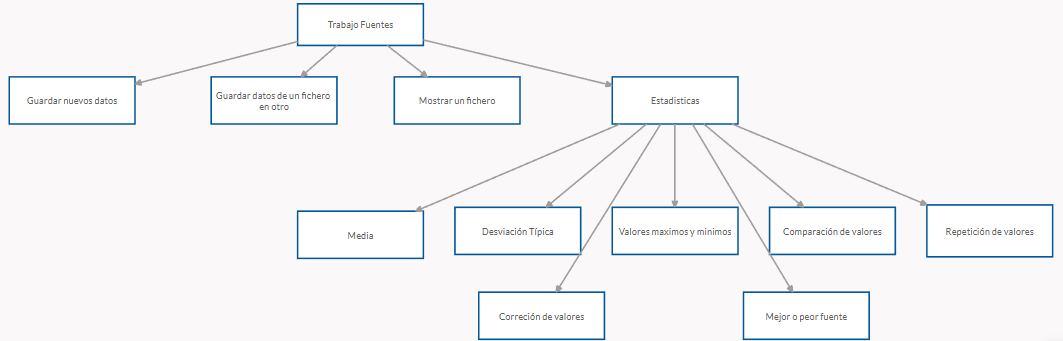 Trabajo Fuentes
Guardar nuevos datos
Guardar datos de un fichero
en otro
Mostrar un fichero
Estadisticas
Media
Desviación Típica
Valores maximos y minimos
Comparación de valores
Repetición de valores
Correción de valores
Mejor o peor fuente